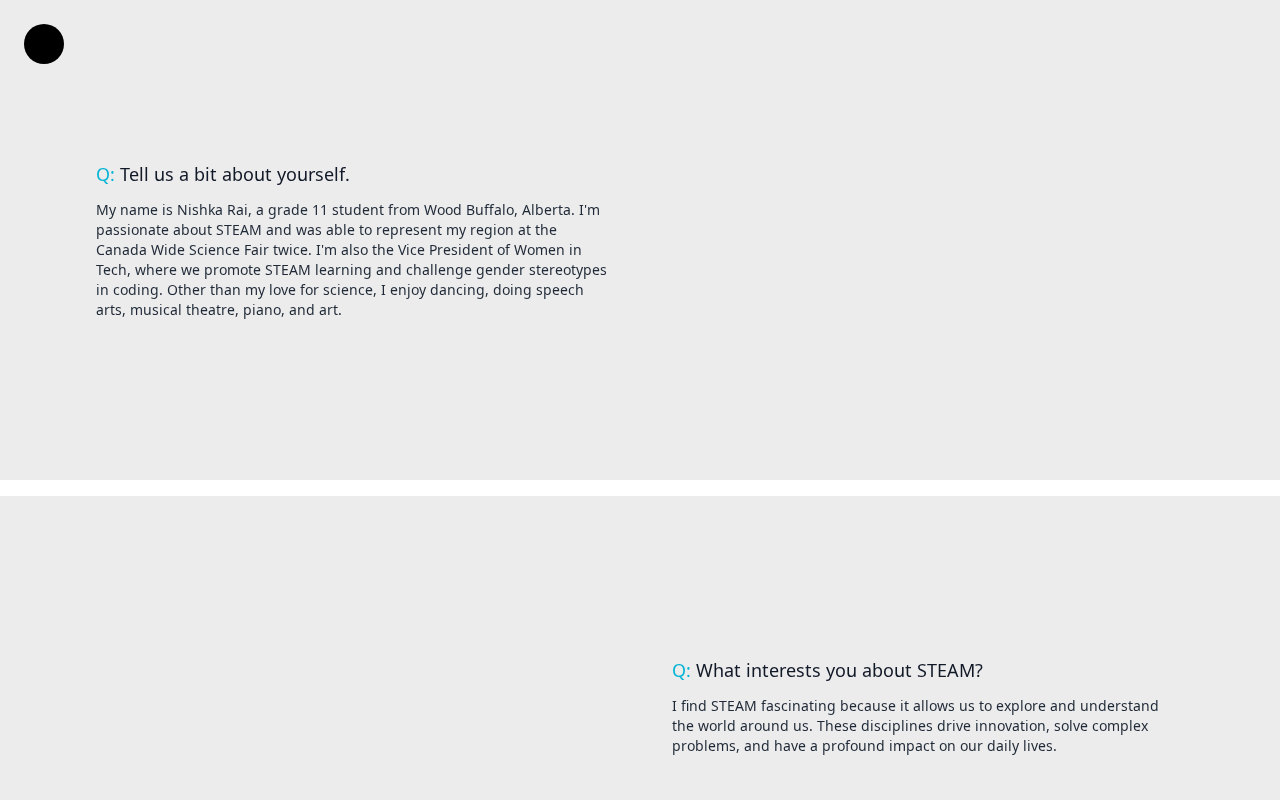 Q: Tell us a bit about yourself.
My name is Nishka Rai, a grade 11 student from Wood Buffalo, Alberta. I'm
passionate about STEAM and was able to represent my region at the
Canada Wide Science Fair twice. I'm also the Vice President of Women in
Tech, where we promote STEAM learning and challenge gender stereotypes
in coding. Other than my love for science, I enjoy dancing, doing speech
arts, musical theatre, piano, and art.
Q: What interests you about STEAM?
I find STEAM fascinating because it allows us to explore and understand
the world around us. These disciplines drive innovation, solve complex
problems, and have a profound impact on our daily lives.